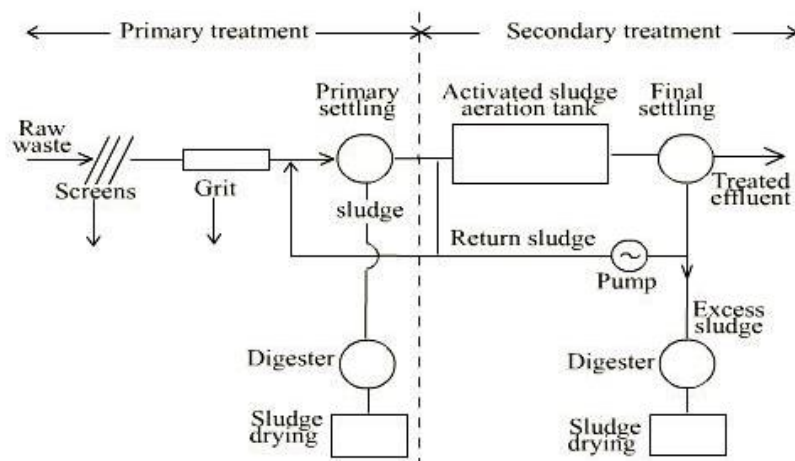 Primary treatment
Secondary treatment
Primary
settling
Activated sludge
aeration tank
Final
settling
Raw
waste
Screens
Grit
sludge
Treated
effluent
Return sludge
Pump
Excess
sludge
Digester
Digester
Sludge
drying
Sludge
drying